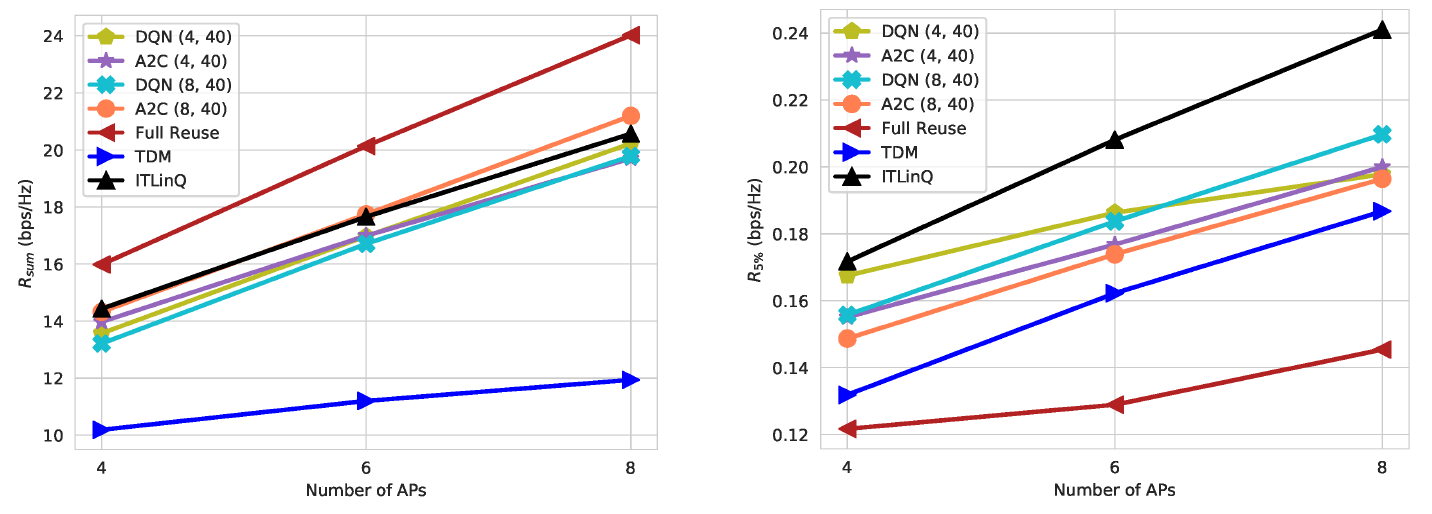 24
22
20
18
16
14
12
10
R_sum (bps/Hz)
DQN (4, 40)
A2C (4, 40)
DQN (8, 40)
A2C (8, 40)
Full Reuse
TDM
ITLinQ
4 6 8
Number of APs
0.24
0.22
0.20
0.18
0.16
0.14
0.12
R_5% (bps/Hz)
DQN (4, 40)
A2C (4, 40)
DQN (8, 40)
A2C (8, 40)
Full Reuse
TDM
ITLinQ
4 6 8
Number of APs